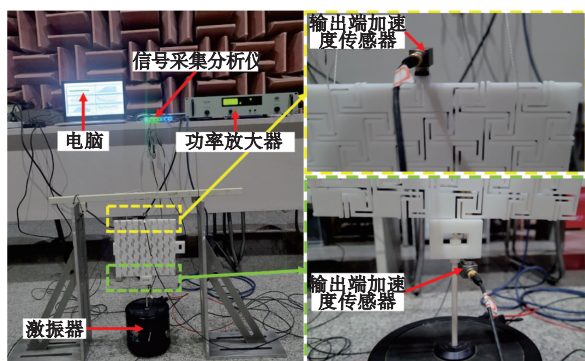 信号采集分析仪
电脑
功率放大器
激振器
输出端加速
度传感器
输出端加速
度传感器